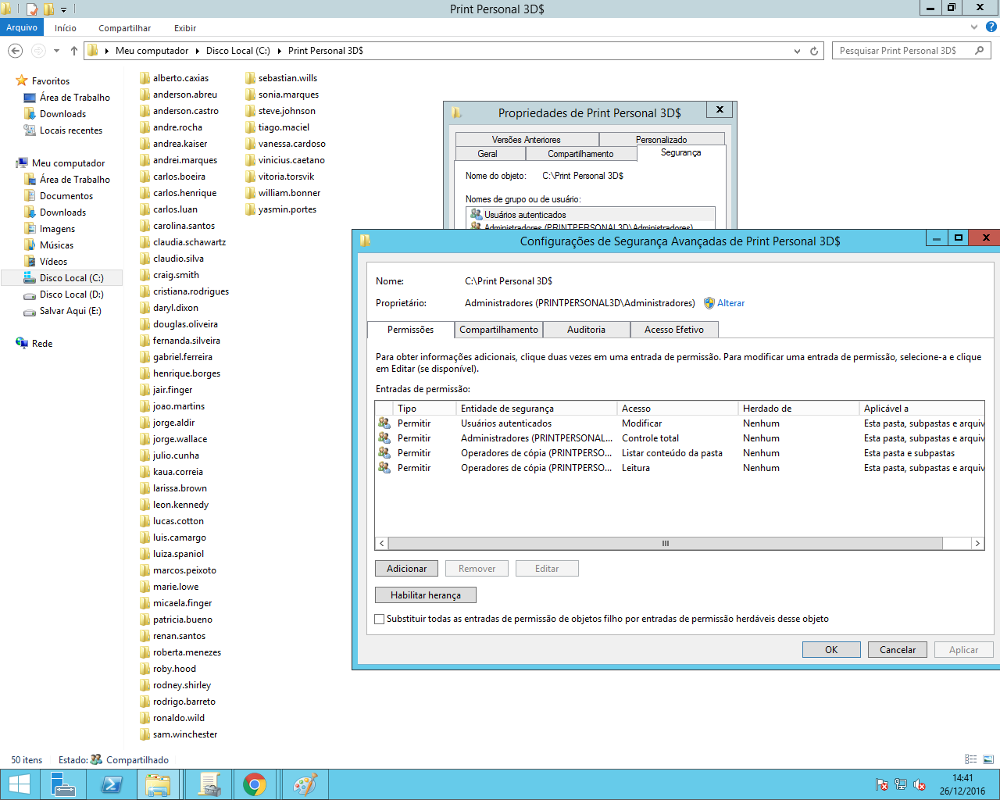 Print Personal 3D$
Arquivo Início Compartilhar Exibir
Meu computador Disco Local (C:) Print Personal 3D$
Pesquisar Print Personal 3D$
Favoritos
Área de Trabalho
Downloads
Locais recentes
Meu computador
Área de Trabalho
Documentos
Downloads
Imagens
Músicas
Vídeos
Disco Local (C:)
Disco Local (D:)
Salvar Aqui (E:)
Rede
alberto.caxias
anderson.abreu
anderson.castro
andre.rocha
andrea.kaiser
andrei.marques
carlos.boeira
carlos.henrique
carlos.luan
carolina.santos
claudia.schawartz
claudio.silva
craig.smith
cristiana.rodrigues
daryl.dixon
douglas.oliveira
fernanda.silveira
gabriel.ferreira
henrique.borges
jair.finger
joao.martins
jorge.aldir
jorge.wallace
julio.cunha
kaua.correia
larissa.brown
leon.kennedy
lucas.cotton
luis.camargo
luiza.spaniol
marcos.peixoto
marie.lowe
micaela.finger
patricia.bueno
renan.santos
roberta.menezes
roby.hood
rodney.shirley
rodrigo.barreto
ronaldo.wild
sam.winchester
sebastian.wills
sonia.marques
steve.johnson
tiago.maciel
vanessa.cardoso
vinicius.caetano
vitoria.torsvik
william.bonner
yasmin.portes
Propriedades de Print Personal 3D$
Versões Anteriores Personalizado
Geral Compartilhamento Segurança
Nome do objeto: C:\Print Personal 3D$
Nomes de grupo ou de usuário:
Usuários autenticados
Administradores (PRINTPERSONAL3D\Administradores)
Configurações de Segurança Avançadas de Print Personal 3D$
Nome: C:\Print Personal 3D$
Proprietário: Administradores (PRINTPERSONAL3D\Administradores) Alterar
Permissões Compartilhamento Auditoria Acesso Efetivo
Para obter informações adicionais, clique duas vezes em uma entrada de permissão. Para modificar uma entrada de permissão, selecione-a e clique
em Editar (se disponível).
Entradas de permissão:
Tipo Entidade de segurança Acesso Herdado de Aplicável a
Permitir Usuários autenticados Modificar Nenhum Esta pasta, subpastas e arquiv
Permitir Administradores (PRINTPERSONAL... Controle total Nenhum Esta pasta, subpastas e arquiv
Permitir Operadores de cópia (PRINTPERSO... Listar conteúdo da pasta Nenhum Esta pasta e subpastas
Permitir Operadores de cópia (PRINTPERSO... Leitura Nenhum Esta pasta, subpastas e arquiv
Adicionar Remover Editar
Habilitar herança
Substituir todas as entradas de permissão de objetos filho por entradas de permissão herdáveis desse objeto
OK Cancelar Aplicar
50 itens Estado: Compartilhado
14:41
26/12/2016